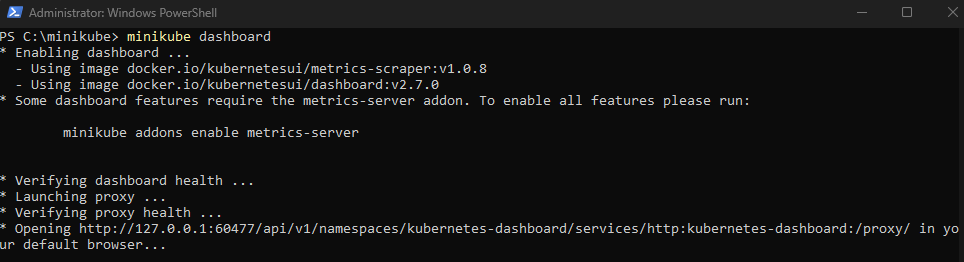 Administrator: Windows PowerShell
PS C:\minikube> minikube dashboard
* Enabling dashboard ...
  - Using image docker.io/kubernetesui/metrics-scraper:v1.0.8
  - Using image docker.io/kubernetesui/dashboard:v2.7.0
* Some dashboard features require the metrics-server addon. To enable all features please run:
        minikube addons enable metrics-server
* Verifying dashboard health ...
* Launching proxy ...
* Verifying proxy health ...
* Opening http://127.0.0.1:60477/api/v1/namespaces/kubernetes-dashboard/services/http:kubernetes-dashboard:/proxy/ in yo
ur default browser...